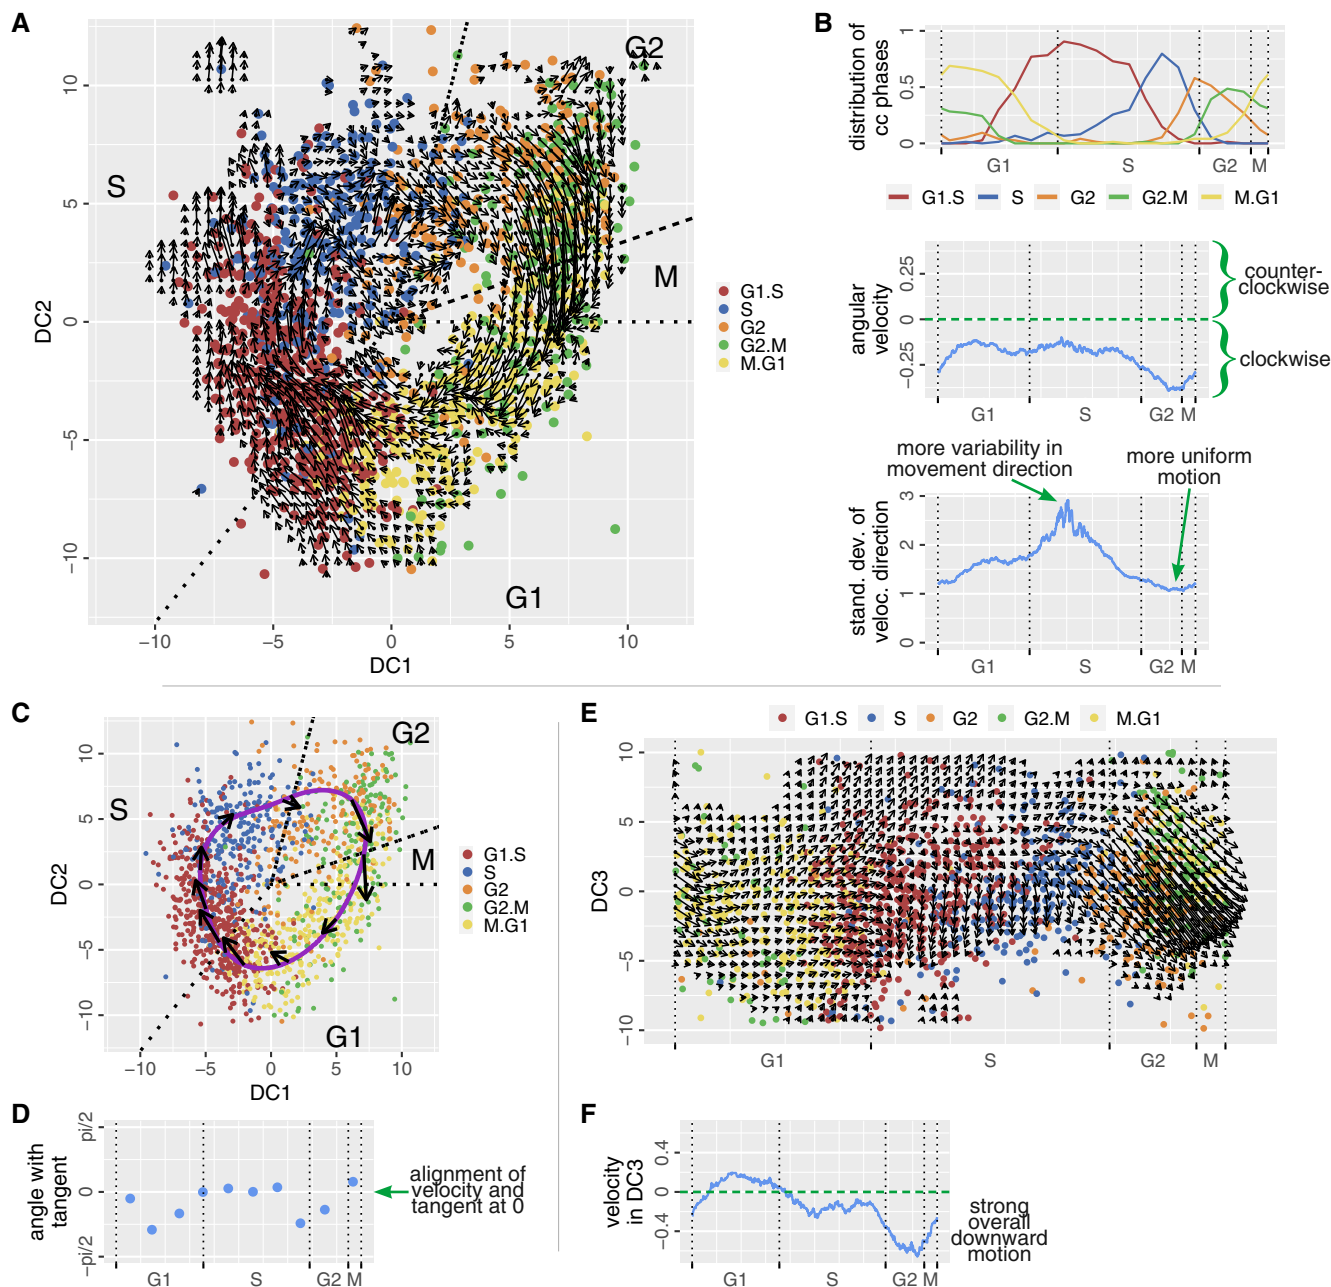 A
G2
S
M
G1
10
5
0
−5
−10
DC2
−10
−5
0
5
10
DC1
G1.S
S
G2
G2.M
M.G1
B
distribution of
cc phases
1
0.5
0
G1
S
G2
M
G1.S
S
G2
G2.M
M.G1
angular
velocity
0.25
0
−0.25
counter-
clockwise
clockwise
G1
S
G2
M
more variability in
movement direction
more uniform
motion
stand. dev. of
veloc. direction
3
2
1
0
G1
S
G2
M
C
G2
S
M
G1
10
5
0
−5
−10
DC2
−10
−5
0
5
10
DC1
G1.S
S
G2
G2.M
M.G1
D
angle with
tangent
pi/2
0
−pi/2
G1
S
G2
M
alignment of
velocity and
tangent at 0
E
G1.S
S
G2
G2.M
M.G1
DC3
10
5
0
−5
−10
G1
S
G2
M
F
velocity
in DC3
0.4
0
−0.4
G1
S
G2
M
strong
overall
downward
motion